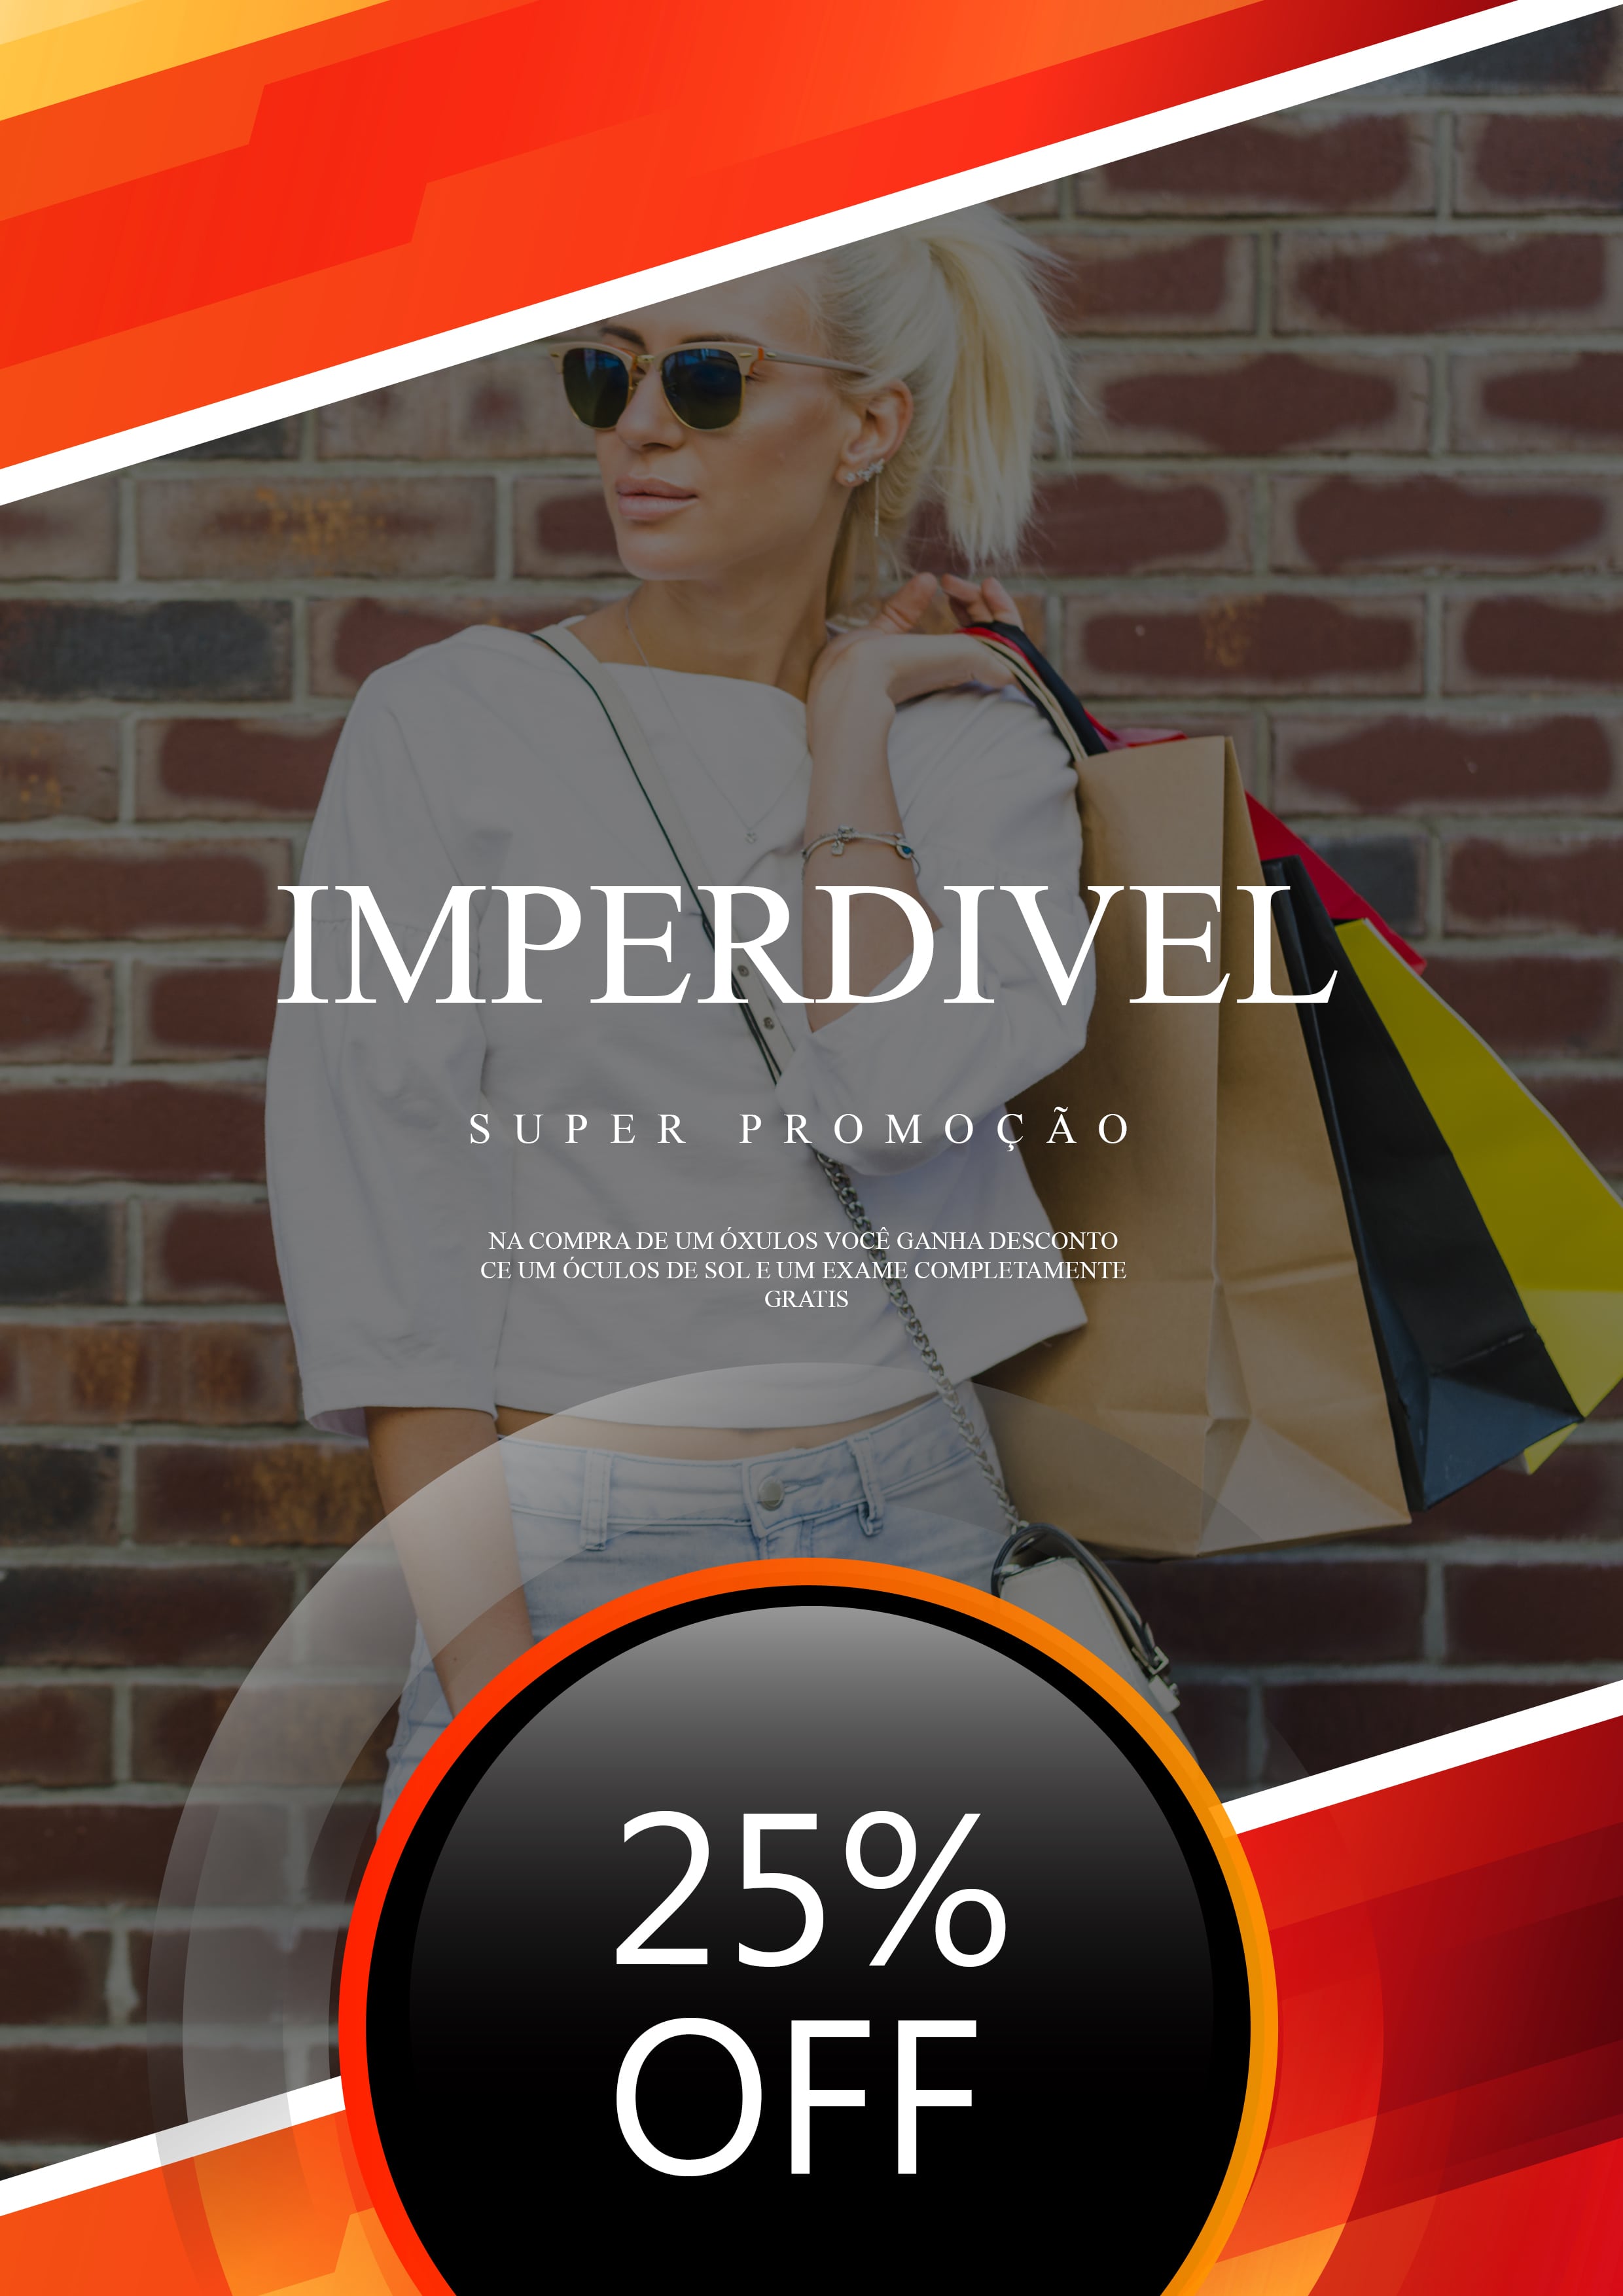 IMPERDIVEL
SUPER PROMOÇÃO
NA COMPRA DE UM ÓXULOS VOCÊ GANHA DESCONTO
CE UM ÓCULOS DE SOL E UM EXAME COMPLETAMENTE
GRATIS
25%
OFF